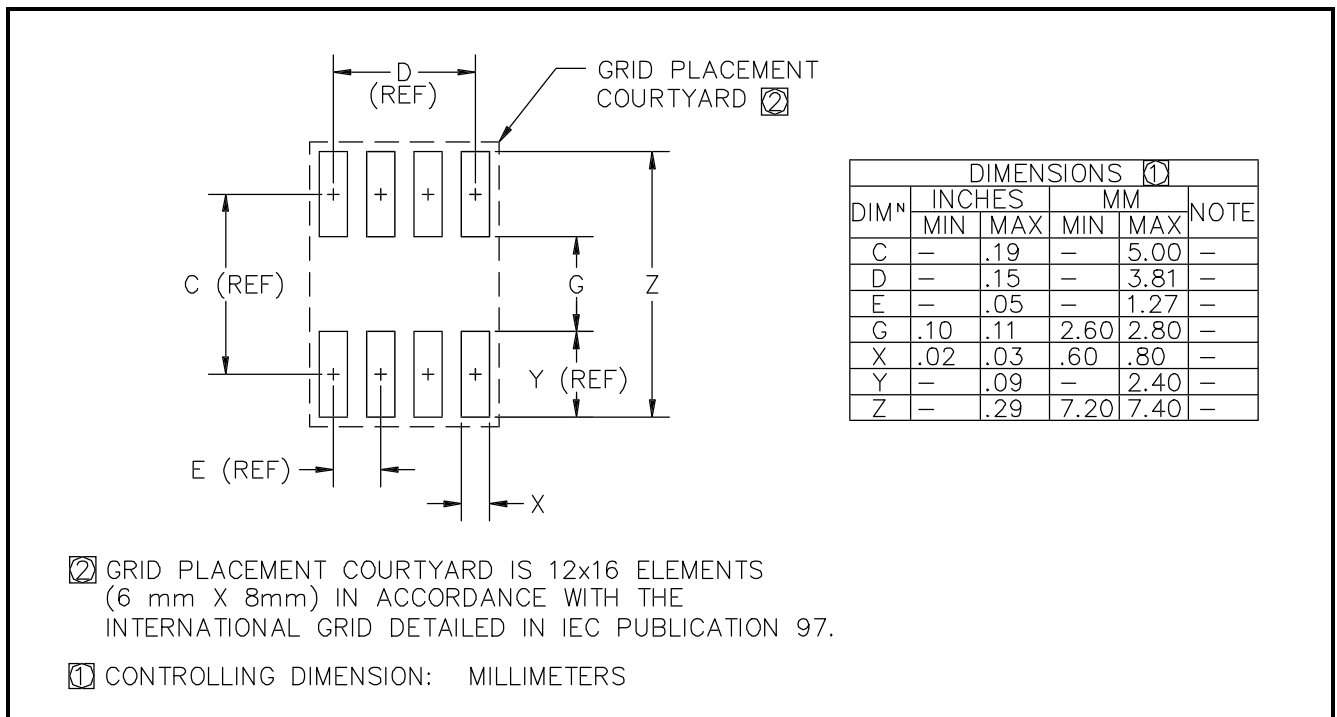 D
(REF)
GRID PLACEMENT
COURTYARD 2
C (REF)
G
Z
Y (REF)
E (REF)
X
DIMENSIONS 1
DIMᴺ INCHES MM NOTE
MIN MAX MIN MAX
C – .19 – 5.00 –
D – .15 – 3.81 –
E – .05 – 1.27 –
G .10 .11 2.60 2.80 –
X .02 .03 .60 .80 –
Y – .09 – 2.40 –
Z – .29 7.20 7.40 –
2 GRID PLACEMENT COURTYARD IS 12x16 ELEMENTS
(6 mm X 8mm) IN ACCORDANCE WITH THE
INTERNATIONAL GRID DETAILED IN IEC PUBLICATION 97.
1 CONTROLLING DIMENSION: MILLIMETERS